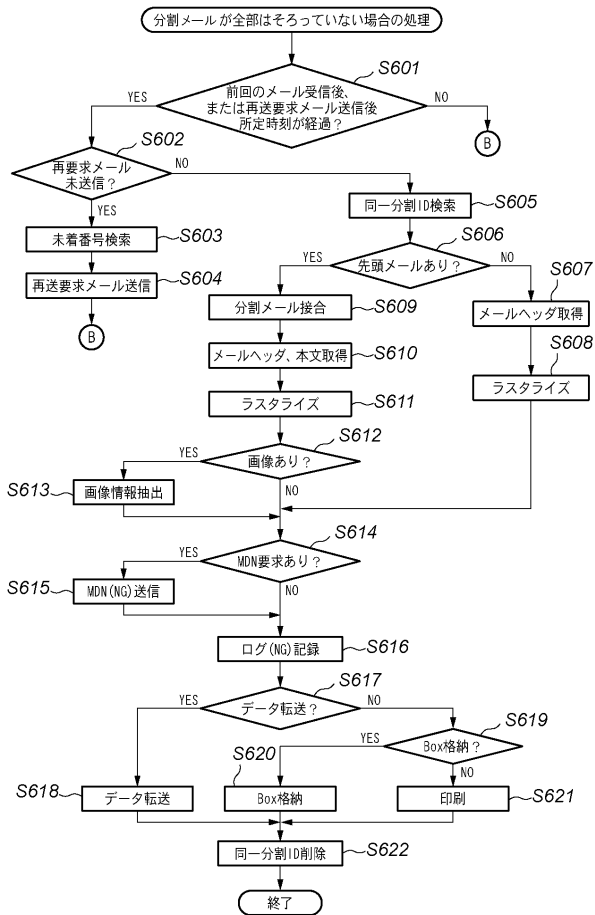 分割メールが全部はそろっていない場合の処理
S601
前回のメール受信後、
または再送要求メール送信後
所定時刻が経過？
YES
NO
B
S602
再要求メール
未送信？
NO
YES
S603
未着番号検索
S604
再送要求メール送信
B
S605
同一分割ID検索
S606
先頭メールあり？
YES
NO
S607
メールヘッダ取得
S608
ラスタライズ
S609
分割メール接合
S610
メールヘッダ、本文取得
S611
ラスタライズ
S612
画像あり？
YES
NO
S613
画像情報抽出
S614
MDN要求あり？
YES
NO
S615
MDN(NG)送信
S616
ログ(NG)記録
S617
データ転送？
YES
NO
S619
Box格納？
YES
NO
S618
データ転送
S620
Box格納
S621
印刷
S622
同一分割ID削除
終了